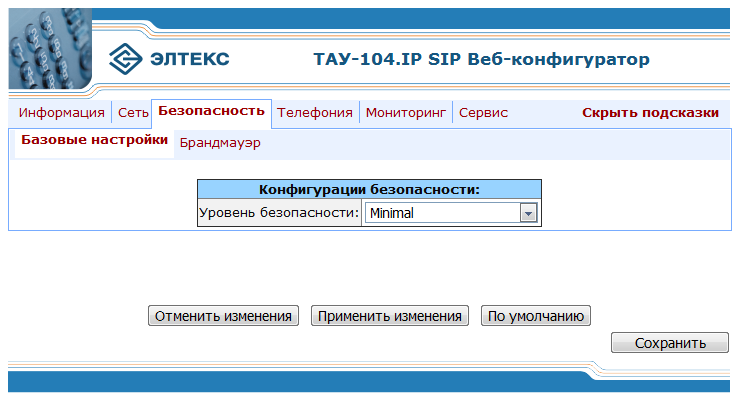 ЭЛТЕКС
ТАУ-104.IP SIP Веб-конфигуратор
Информация Сеть Безопасность Телефония Мониторинг Сервис Скрыть подсказки
Базовые настройки Брандмауэр
Конфигурации безопасности:
Уровень безопасности: Minimal
Отменить изменения Применить изменения По умолчанию
Сохранить